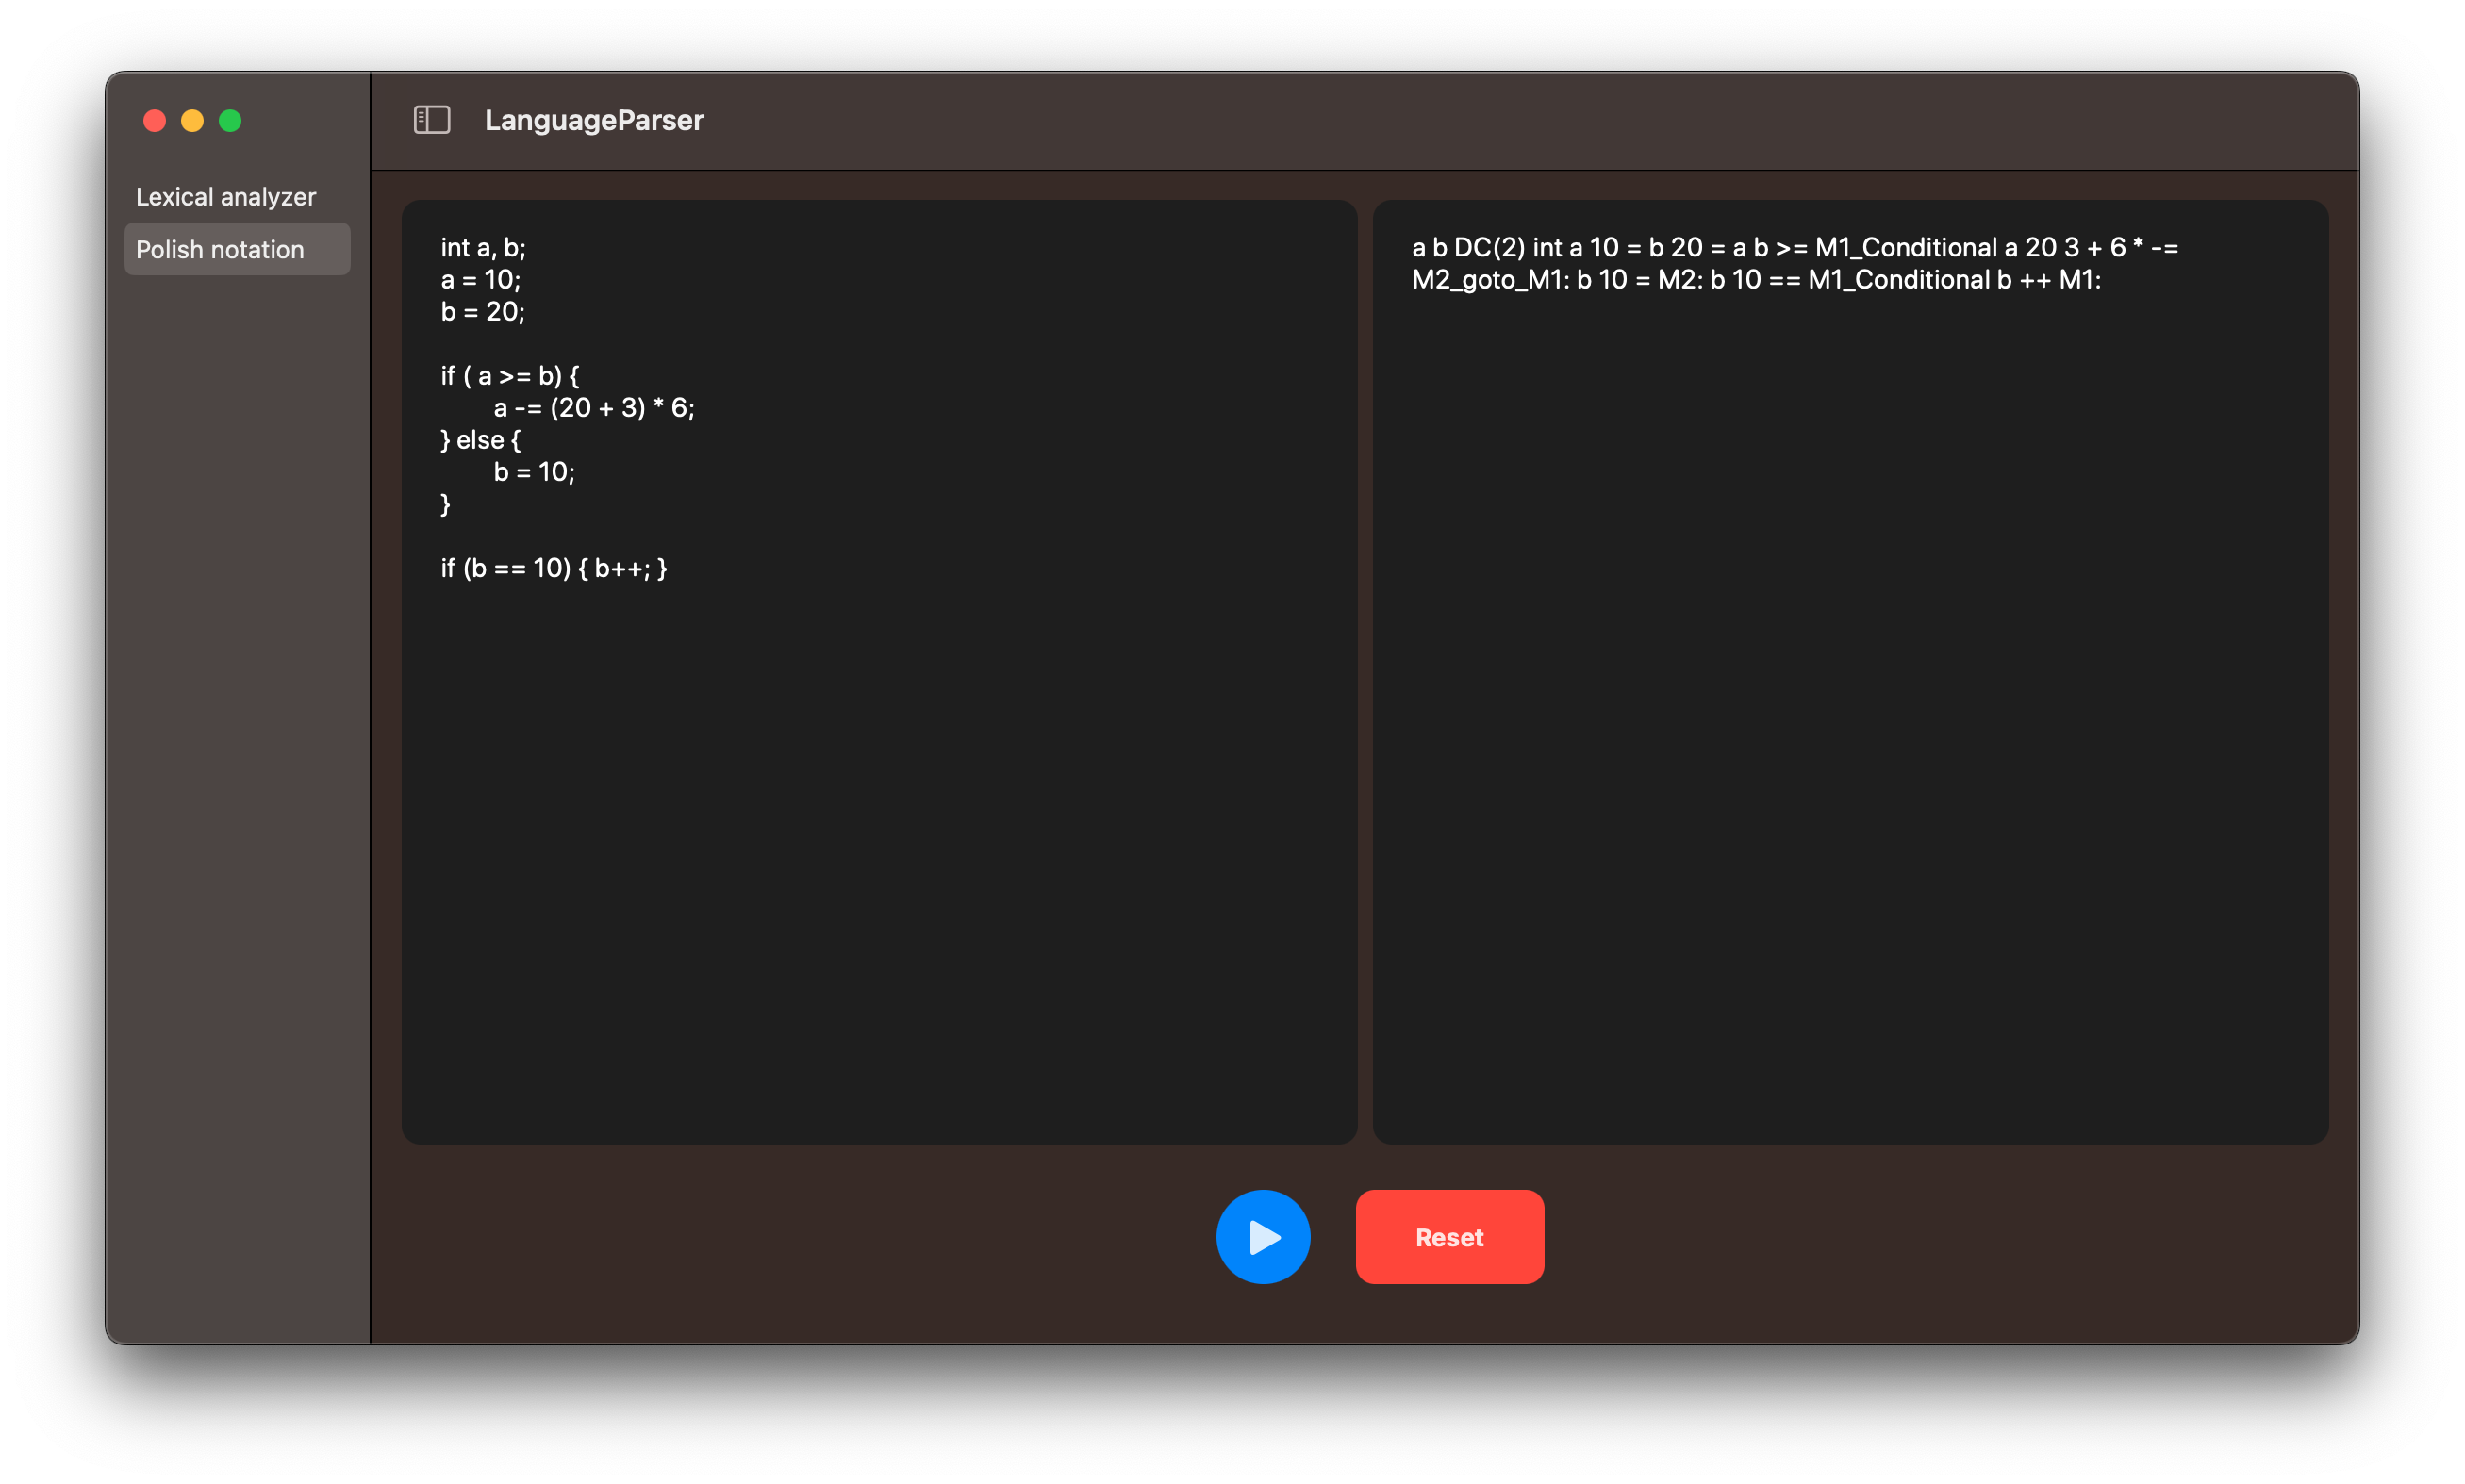 LanguageParser
Lexical analyzer
Polish notation
int a, b;
a = 10;
b = 20;
if ( a >= b) {
a -= (20 + 3) * 6;
} else {
b = 10;
}
if (b == 10) { b++; }
a b DC(2) int a 10 = b 20 = a b >= M1_Conditional a 20 3 + 6 * -=
M2_goto_M1: b 10 = M2: b 10 == M1_Conditional b ++ M1:
Reset